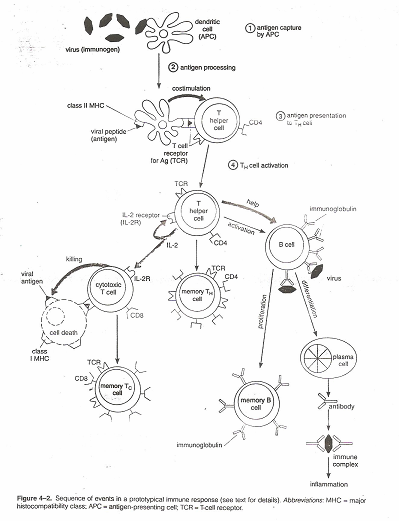 dendritic
cell
(APC)
① antigen capture
by APC
virus (immunogen)
② antigen processing
costimulation
class II MHC
T
helper
cell
CD4
③ antigen presentation
to TH cell
viral peptide
(antigen)
T cell
receptor
for Ag (TCR)
④ TH cell activation
TCR
T
helper
cell
help
immunoglobulin
IL-2 receptor
(IL-2R)
activation
B cell
IL-2
CD4
killing
viral
antigen
cytotoxic
T cell
IL-2R
TCR
CD4
memory TH
cell
virus
proliferation
differentiation
CD8
cell death
class
I MHC
plasma
cell
TCR
CD8
memory TC
cell
memory B
cell
antibody
immunoglobulin
immune
complex
inflammation
Figure 4–2. Sequence of events in a prototypical immune response (see text for details). Abbreviations: MHC = major
histocompatibility class; APC = antigen-presenting cell; TCR = T-cell receptor.